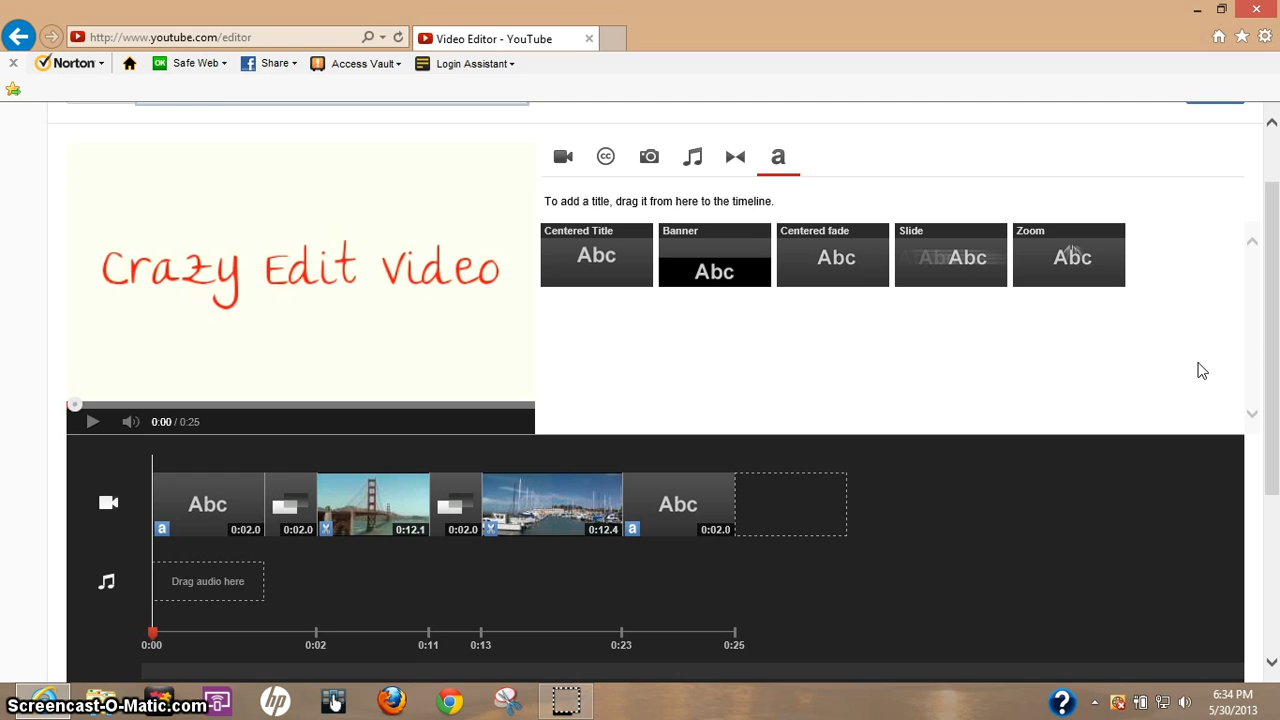 http://www.youtube.com/editor
Video Editor - YouTube
Norton
OK Safe Web
Share
Access Vault
Login Assistant
CC
a
To add a title, drag it from here to the timeline.
Centered Title
Banner
Centered fade
Slide
Zoom
Abc
Abc
Abc
Abc
Abc
Crazy Edit Video
0:00 / 0:25
Abc
Abc
a 0:02.0
0:02.0
0:12.1
0:02.0
0:12.4
a 0:02.0
Drag audio here
0:00
0:02
0:11
0:13
0:23
0:25
hp
?
6:34 PM
5/30/2013
Screencast-O-Matic.com